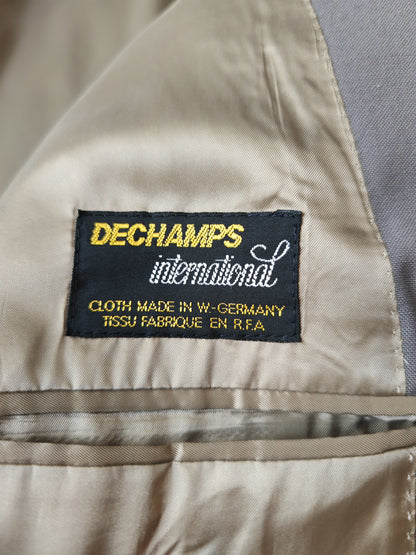 DECHAMPS
international
CLOTH MADE IN W.-GERMANY
TISSU FABRIQUE EN R.F.A